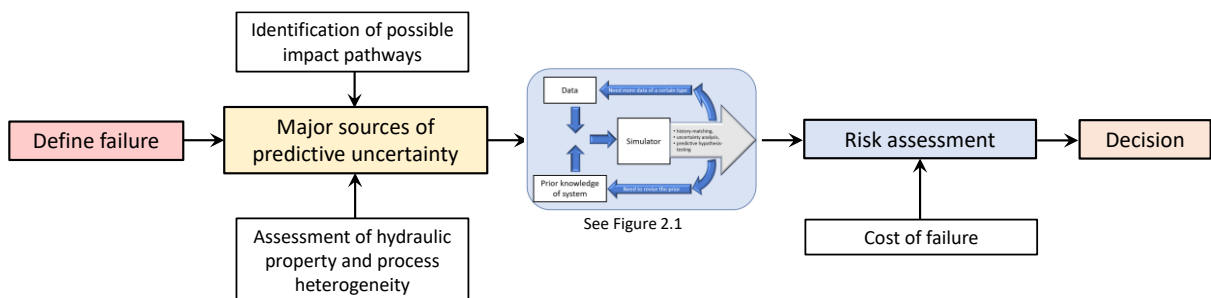 Identification of possible
impact pathways
Define failure
Major sources of
predictive uncertainty
Assessment of hydraulic
property and process
heterogeneity
Data
Need more data of a certain type
Simulator
• history-matching,
• uncertainty analysis,
• predictive hypothesis-
testing
Prior knowledge
of system
Need to revise the prior
See Figure 2.1
Risk assessment
Cost of failure
Decision